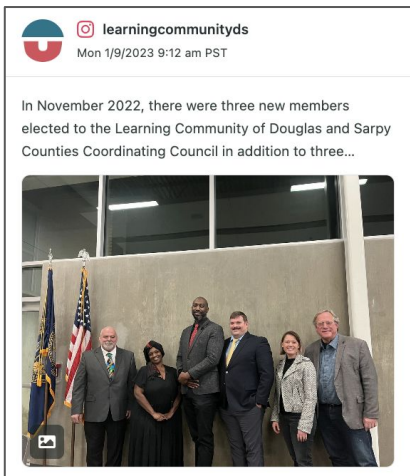 learningcommunityds
Mon 1/9/2023 9:12 am PST
In November 2022, there were three new members
elected to the Learning Community of Douglas and Sarpy
Counties Coordinating Council in addition to three...